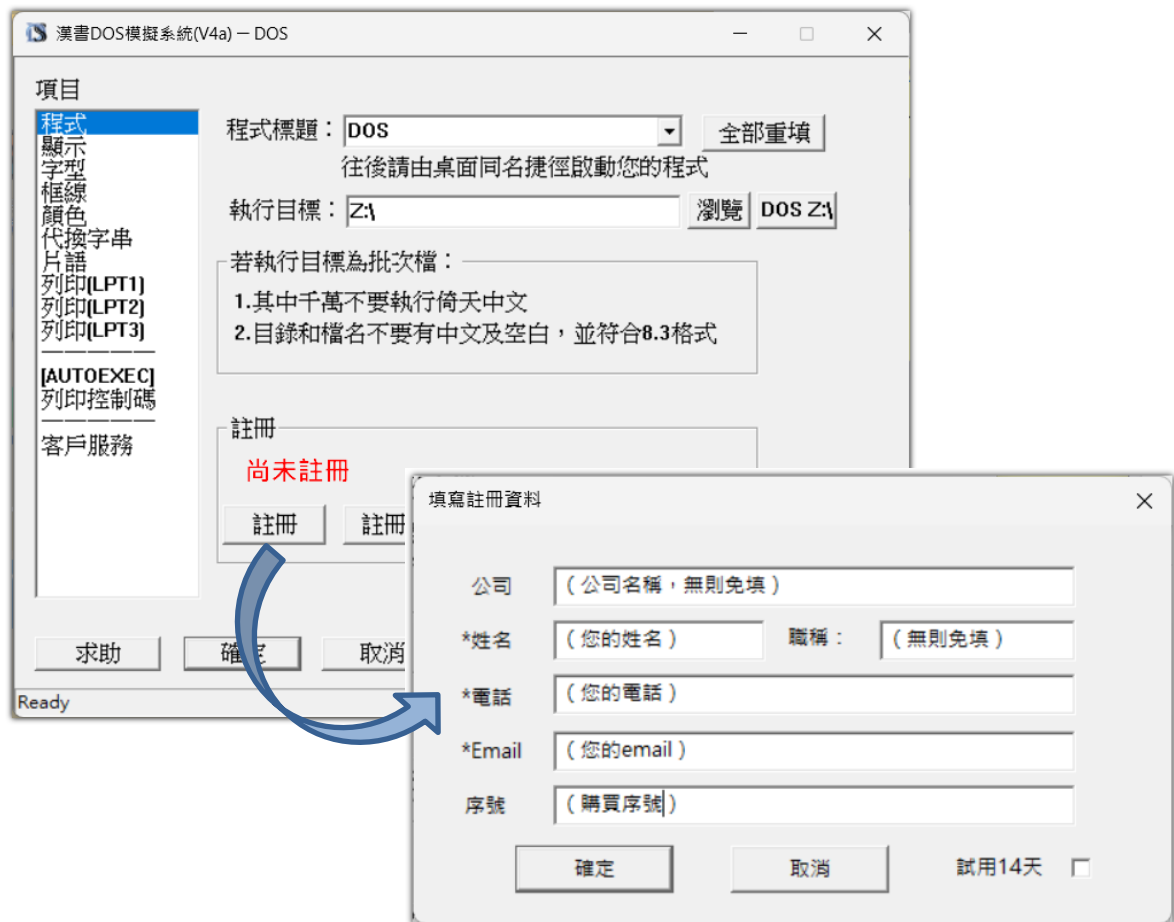 漢書DOS模擬系統(V4a) — DOS
項目
程式
顯示
字型
框線
顏色
代換字串
片語
列印(LPT1)
列印(LPT2)
列印(LPT3)
——————
[AUTOEXEC]
列印控制碼
——————
客戶服務
程式標題：DOS 全部重填
往後請由桌面同名捷徑啟動您的程式
執行目標：Z:\ 瀏覽 DOS Z:\
若執行目標為批次檔：
1.其中千萬不要執行倚天中文
2.目錄和檔名不要有中文及空白，並符合8.3格式
註冊
尚未註冊
註冊 註冊
求助 確定 取消
Ready
填寫註冊資料
公司 （公司名稱，無則免填）
*姓名 （您的姓名） 職稱： （無則免填）
*電話 （您的電話）
*Email （您的email）
序號 （購買序號）
確定 取消 試用14天